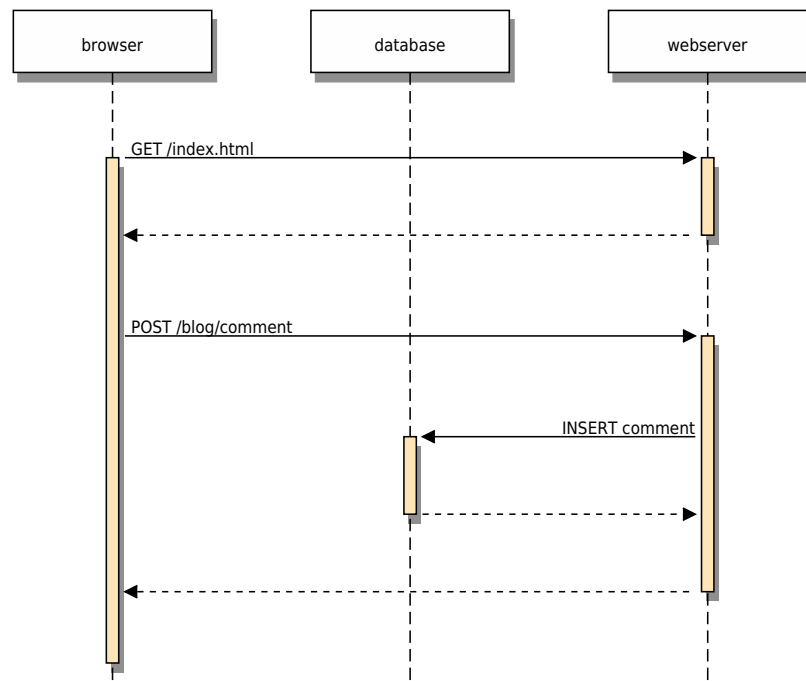 browser
database
webserver
GET /index.html
POST /blog/comment
INSERT comment